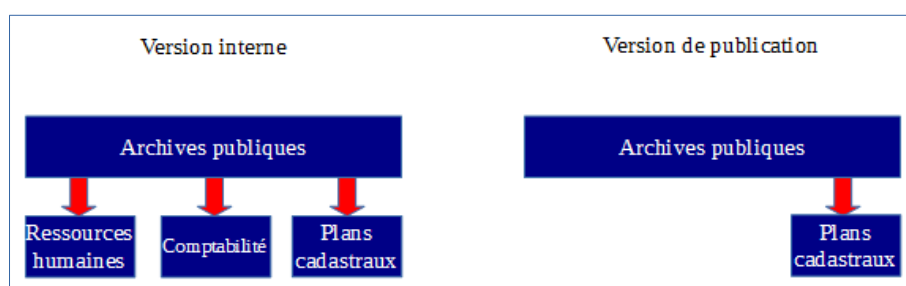 Version interne
Version de publication
Archives publiques
Archives publiques
Ressources
humaines
Comptabilité
Plans
cadastraux
Plans
cadastraux